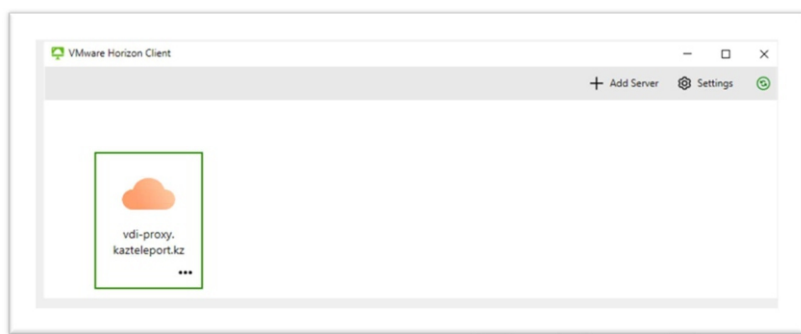 VMware Horizon Client
Add Server Settings
vdi-proxy.
kazteleport.kz